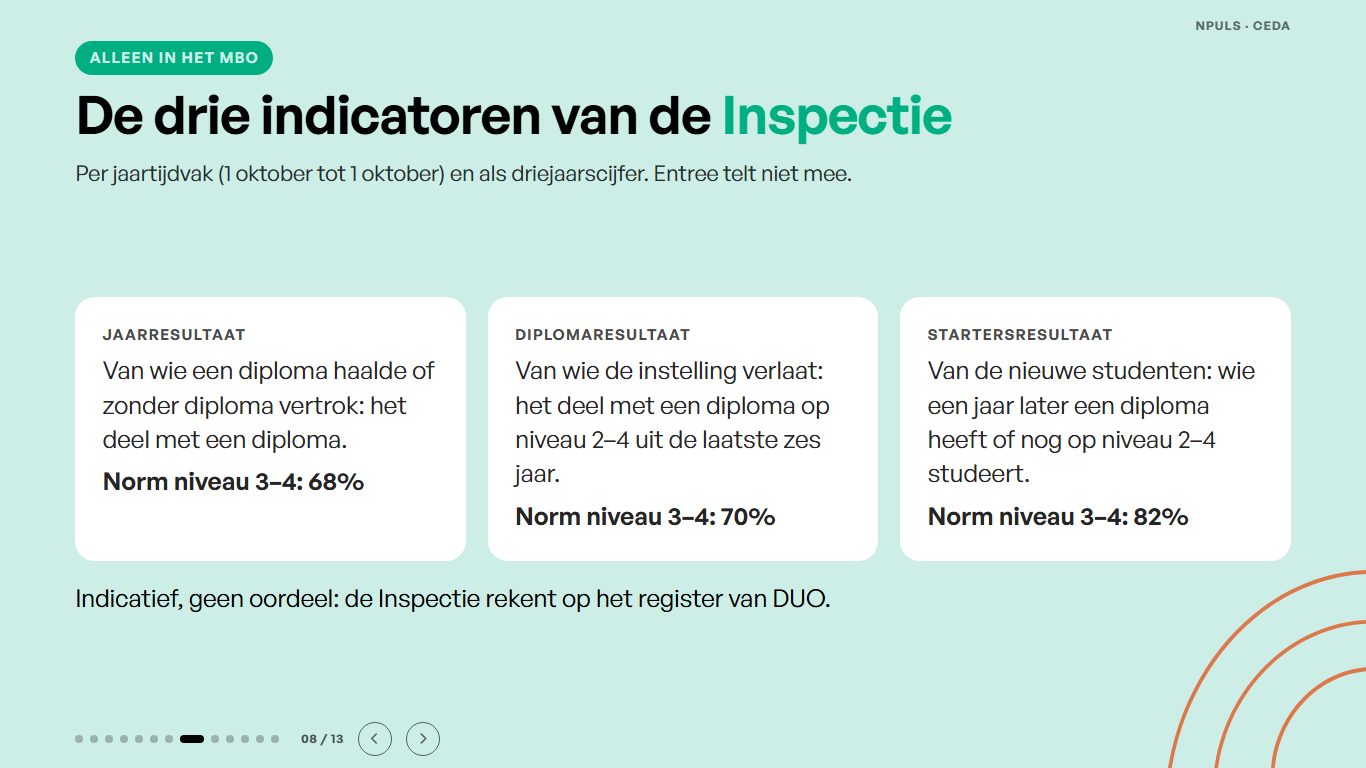 NPULS · CEDA
ALLEEN IN HET MBO
De drie indicatoren van de Inspectie
Per jaartijdvak (1 oktober tot 1 oktober) en als driejaarscijfer. Entree telt niet mee.
JAARRESULTAAT
Van wie een diploma haalde of
zonder diploma vertrok: het
deel met een diploma.
Norm niveau 3–4: 68%
DIPLOMARESULTAAT
Van wie de instelling verlaat:
het deel met een diploma op
niveau 2–4 uit de laatste zes
jaar.
Norm niveau 3–4: 70%
STARTERSRESULTAAT
Van de nieuwe studenten: wie
een jaar later een diploma
heeft of nog op niveau 2–4
studeert.
Norm niveau 3–4: 82%
Indicatief, geen oordeel: de Inspectie rekent op het register van DUO.
08 / 13